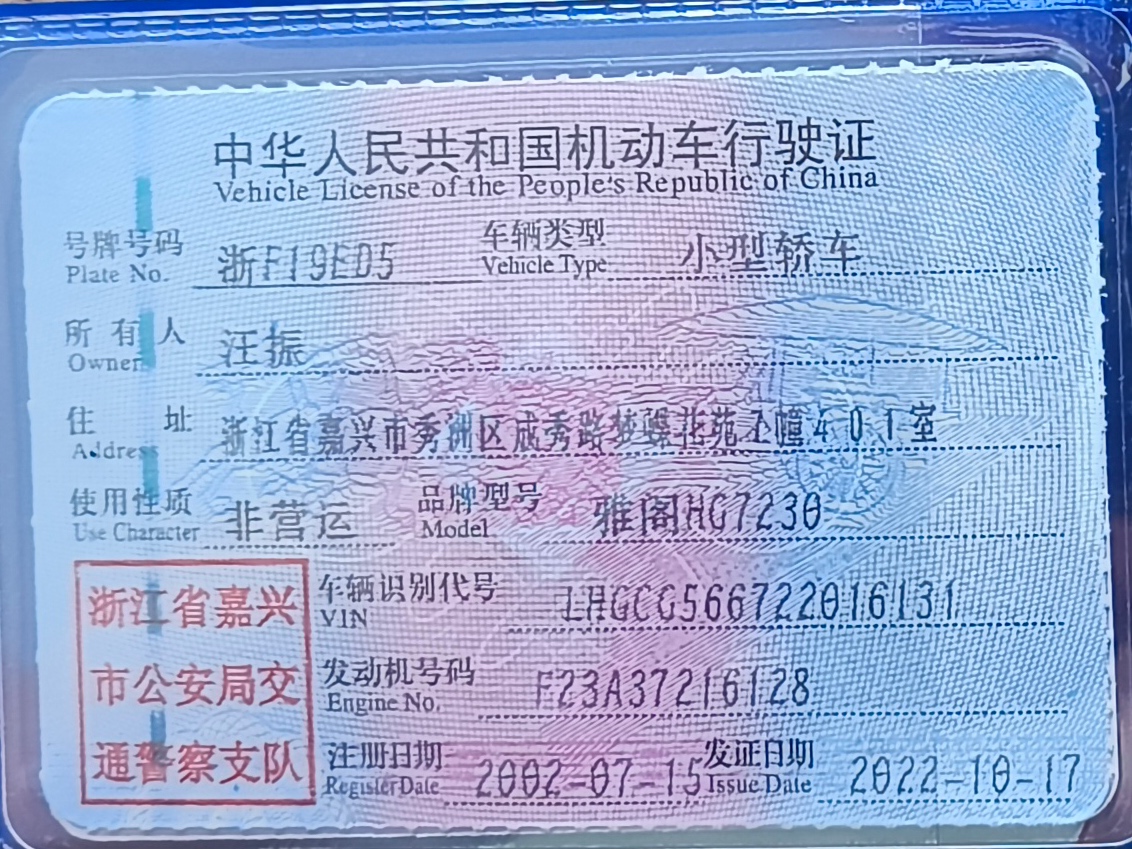 中华人民共和国机动车行驶证
Vehicle License of the People's Republic of China
号牌号码 浙F19ED5 车辆类型 小型轿车
Plate No. Vehicle Type
所有人 汪振
Owner
住址 浙江省嘉兴市秀洲区成秀路梦蝶花苑 幢401室
Address
使用性质 非营运 品牌型号 雅阁HG7230
Use Character Model
浙江省嘉兴 车辆识别代号 LHGCG566722016131
VIN
市公安局交 发动机号码 F23A37216128
Engine No.
通警察支队 注册日期 2002-07-15 发证日期 2022-10-17
Register Date Issue Date